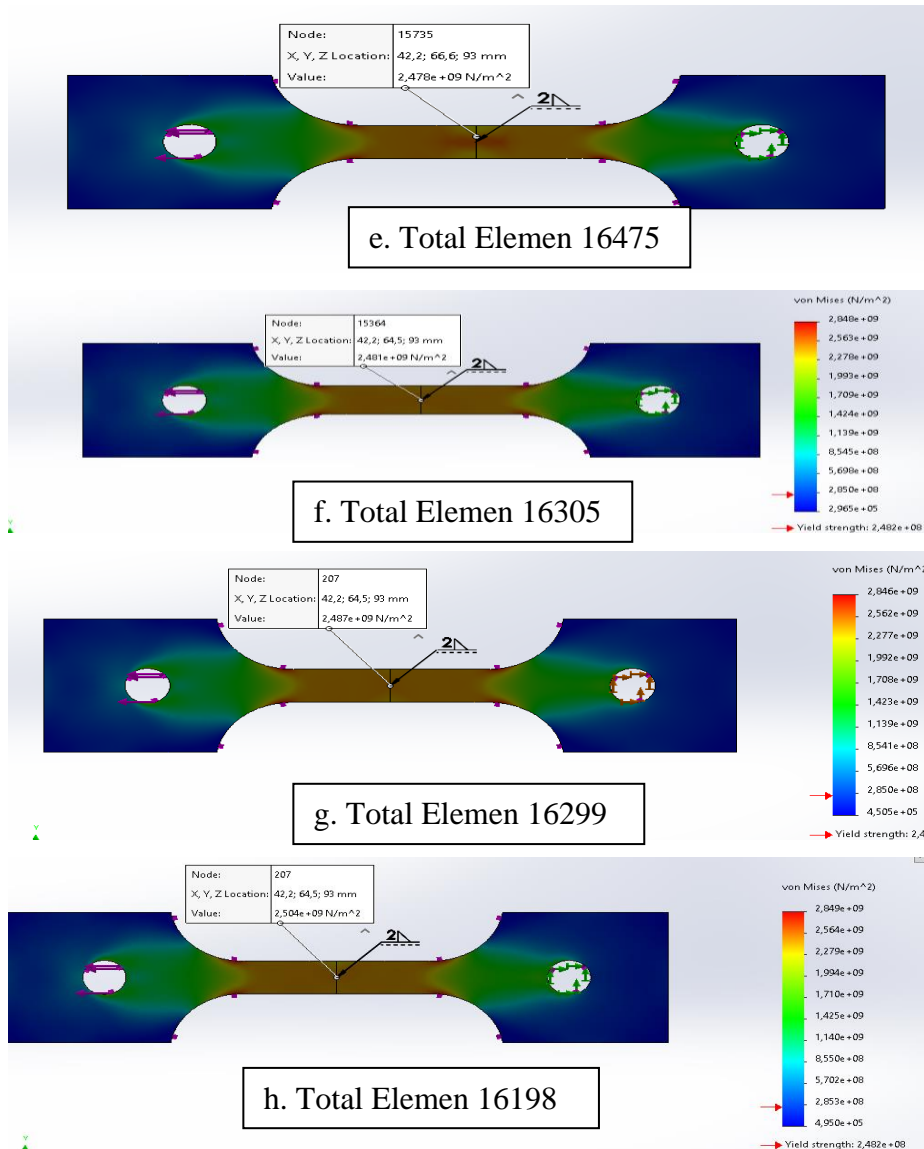 Node: 15735
X, Y, Z Location: 42,2; 66,6; 93 mm
Value: 2,478e+09 N/m^2
2
e. Total Elemen 16475
von Mises (N/m^2)
Node: 15364
X, Y, Z Location: 42,2; 64,5; 93 mm
Value: 2,481e+09 N/m^2
2
2,848e+09
2,563e+09
2,278e+09
1,993e+09
1,709e+09
1,424e+09
1,139e+09
8,545e+08
5,698e+08
2,850e+08
2,965e+05
Yield strength: 2,482e+08
f. Total Elemen 16305
Y
von Mises (N/m^2
Node: 207
X, Y, Z Location: 42,2; 64,5; 93 mm
Value: 2,487e+09 N/m^2
2
2,846e+09
2,562e+09
2,277e+09
1,992e+09
1,708e+09
1,423e+09
1,139e+09
8,541e+08
5,696e+08
2,850e+08
4,505e+05
Yield strength: 2,4
g. Total Elemen 16299
Y
Node: 207
X, Y, Z Location: 42,2; 64,5; 93 mm
Value: 2,504e+09 N/m^2
2
von Mises (N/m^2)
2,849e+09
2,564e+09
2,279e+09
1,994e+09
1,710e+09
1,425e+09
1,140e+09
8,550e+08
5,702e+08
2,853e+08
4,950e+05
Yield strength: 2,482e+08
h. Total Elemen 16198
Y